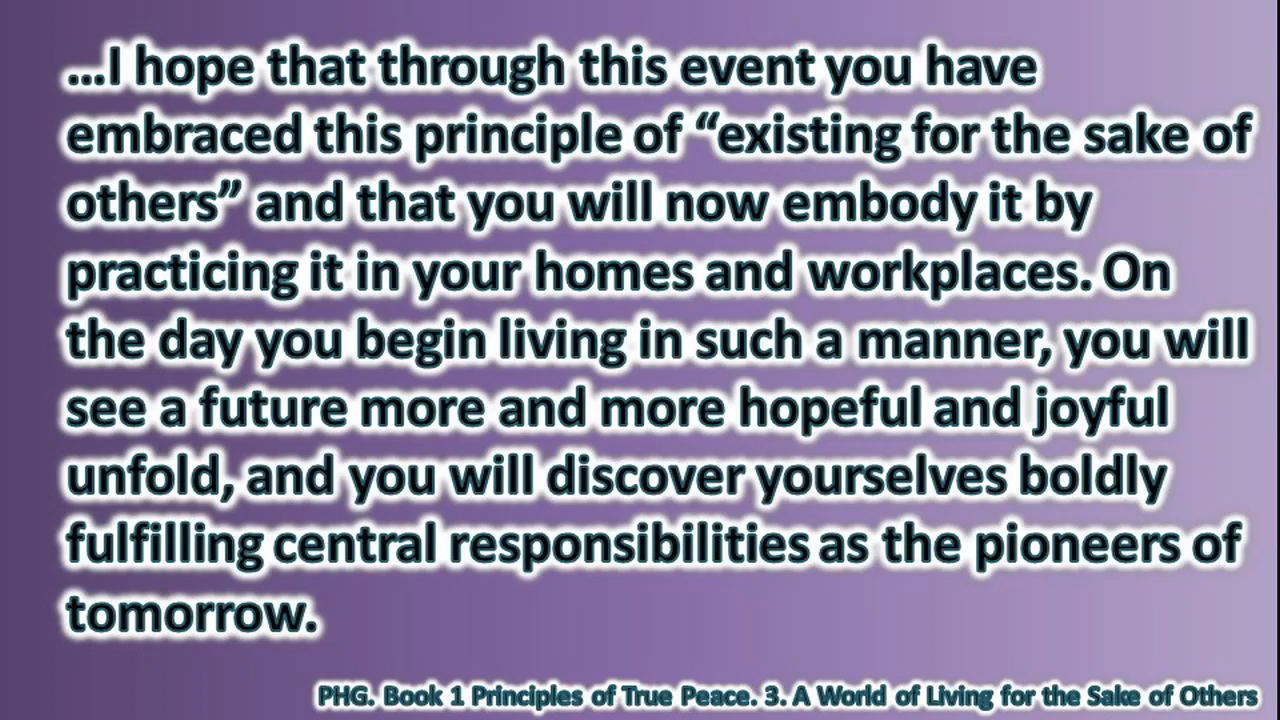 ...I hope that through this event you have
embraced this principle of “existing for the sake of
others” and that you will now embody it by
practicing it in your homes and workplaces. On
the day you begin living in such a manner, you will
see a future more and more hopeful and joyful
unfold, and you will discover yourselves boldly
fulfilling central responsibilities as the pioneers of
tomorrow.
PHG. Book 1 Principles of True Peace. 3. A World of Living for the Sake of Others